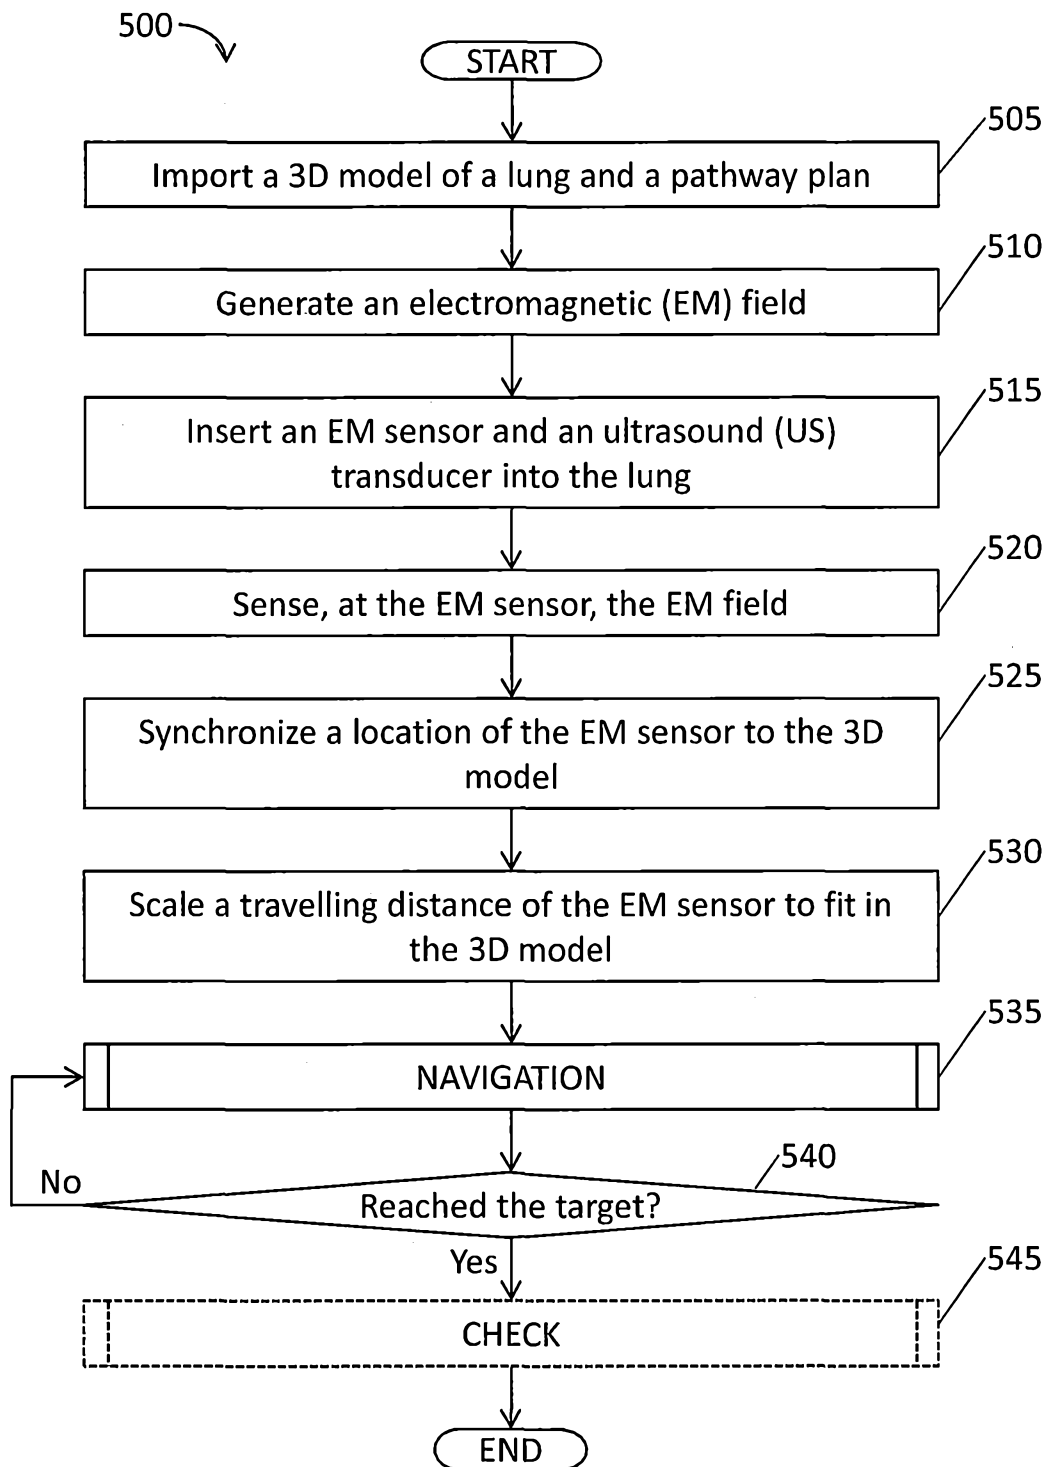 500
START
505
Import a 3D model of a lung and a pathway plan
510
Generate an electromagnetic (EM) field
515
Insert an EM sensor and an ultrasound (US)
transducer into the lung
520
Sense, at the EM sensor, the EM field
525
Synchronize a location of the EM sensor to the 3D
model
530
Scale a travelling distance of the EM sensor to fit in
the 3D model
535
NAVIGATION
540
No
Reached the target?
Yes
545
CHECK
END